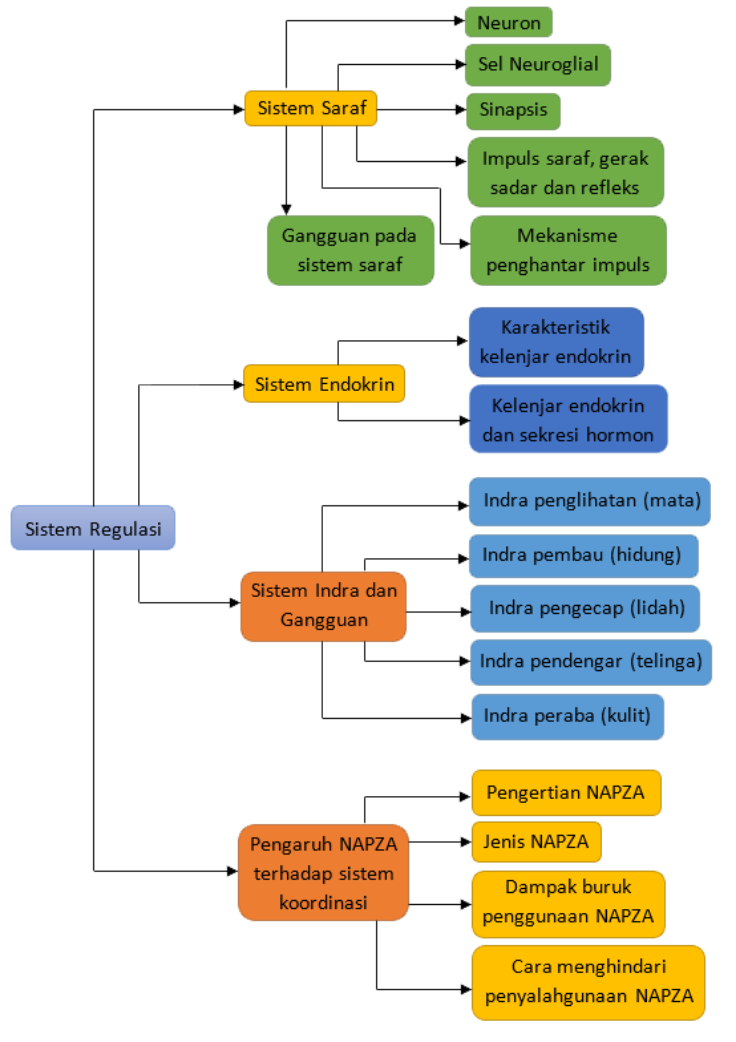 Neuron
Sel Neuroglial
Sistem Saraf
Sinapsis
Impuls saraf, gerak
sadar dan refleks
Gangguan pada
sistem saraf
Mekanisme
penghantar impuls
Karakteristik
kelenjar endokrin
Sistem Endokrin
Kelenjar endokrin
dan sekresi hormon
Sistem Regulasi
Indra penglihatan (mata)
Indra pembau (hidung)
Sistem Indra dan
Gangguan
Indra pengecap (lidah)
Indra pendengar (telinga)
Indra peraba (kulit)
Pengertian NAPZA
Pengaruh NAPZA
terhadap sistem
koordinasi
Jenis NAPZA
Dampak buruk
penggunaan NAPZA
Cara menghindari
penyalahgunaan NAPZA